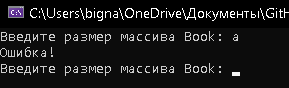 C:\Users\bigna\OneDrive\Документы\GitH
Введите размер массива Book: a
Ошибка!
Введите размер массива Book: